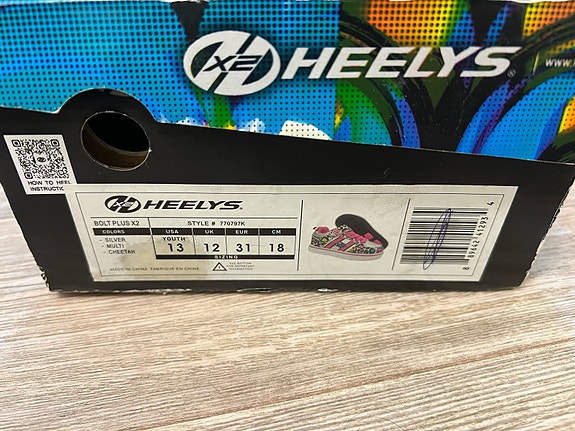 X2 HEELYS®
HOW TO HEEL
INSTRUCTI
X2 HEELYS.
BOLT PLUS X2 STYLE # 770797K
COLORS USA UK EUR CM
- SILVER
- MULTI
- CHEETAH
YOUTH
13 12 31 18
SIZING
MADE IN CHINA FABRIQUE EN CHINE